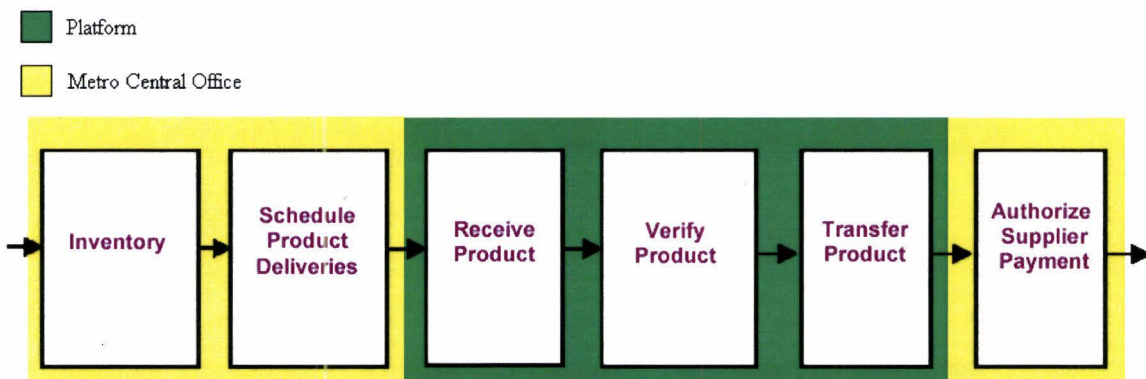 Platform
Metro Central Office
Inventory
Schedule
Product
Deliveries
Receive
Product
Verify
Product
Transfer
Product
Authorize
Supplier
Payment